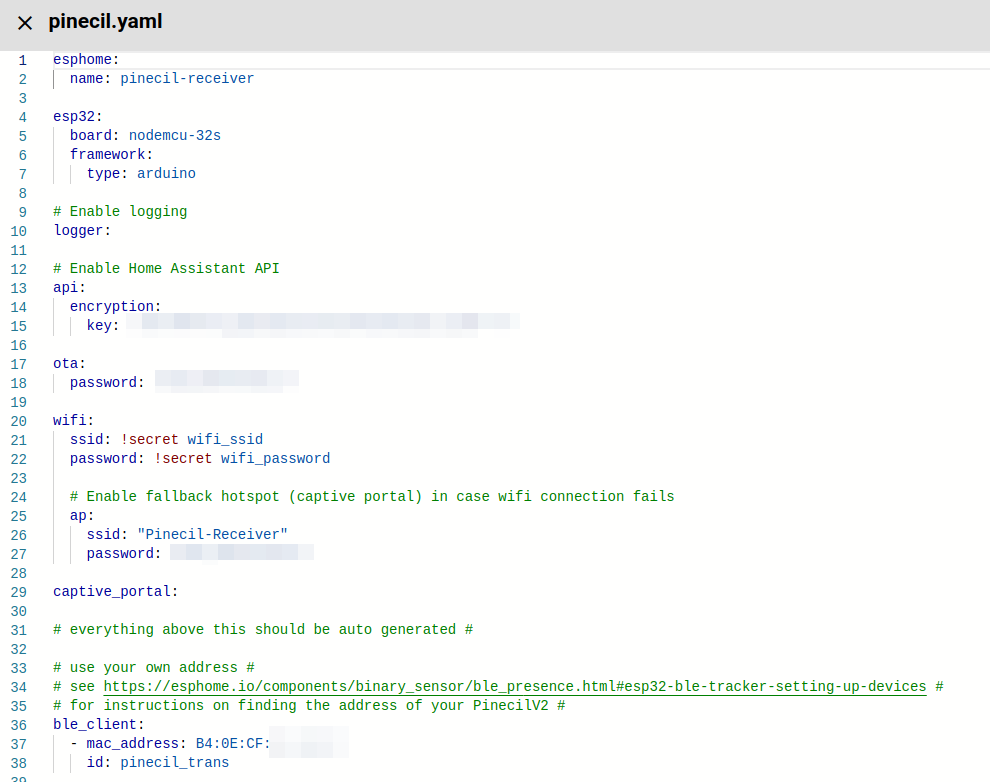 × pinecil.yaml
1 esphome:
2 name: pinecil-receiver
3
4 esp32:
5 board: nodemcu-32s
6 framework:
7 type: arduino
8
9 # Enable logging
10 logger:
11
12 # Enable Home Assistant API
13 api:
14 encryption:
15 key:
16
17 ota:
18 password:
19
20 wifi:
21 ssid: !secret wifi_ssid
22 password: !secret wifi_password
23
24 # Enable fallback hotspot (captive portal) in case wifi connection fails
25 ap:
26 ssid: "Pinecil-Receiver"
27 password:
28
29 captive_portal:
30
31 # everything above this should be auto generated #
32
33 # use your own address #
34 # see https://esphome.io/components/binary_sensor/ble_presence.html#esp32-ble-tracker-setting-up-devices #
35 # for instructions on finding the address of your PinecilV2 #
36 ble_client:
37 - mac_address: B4:0E:CF:
38 id: pinecil_trans
39